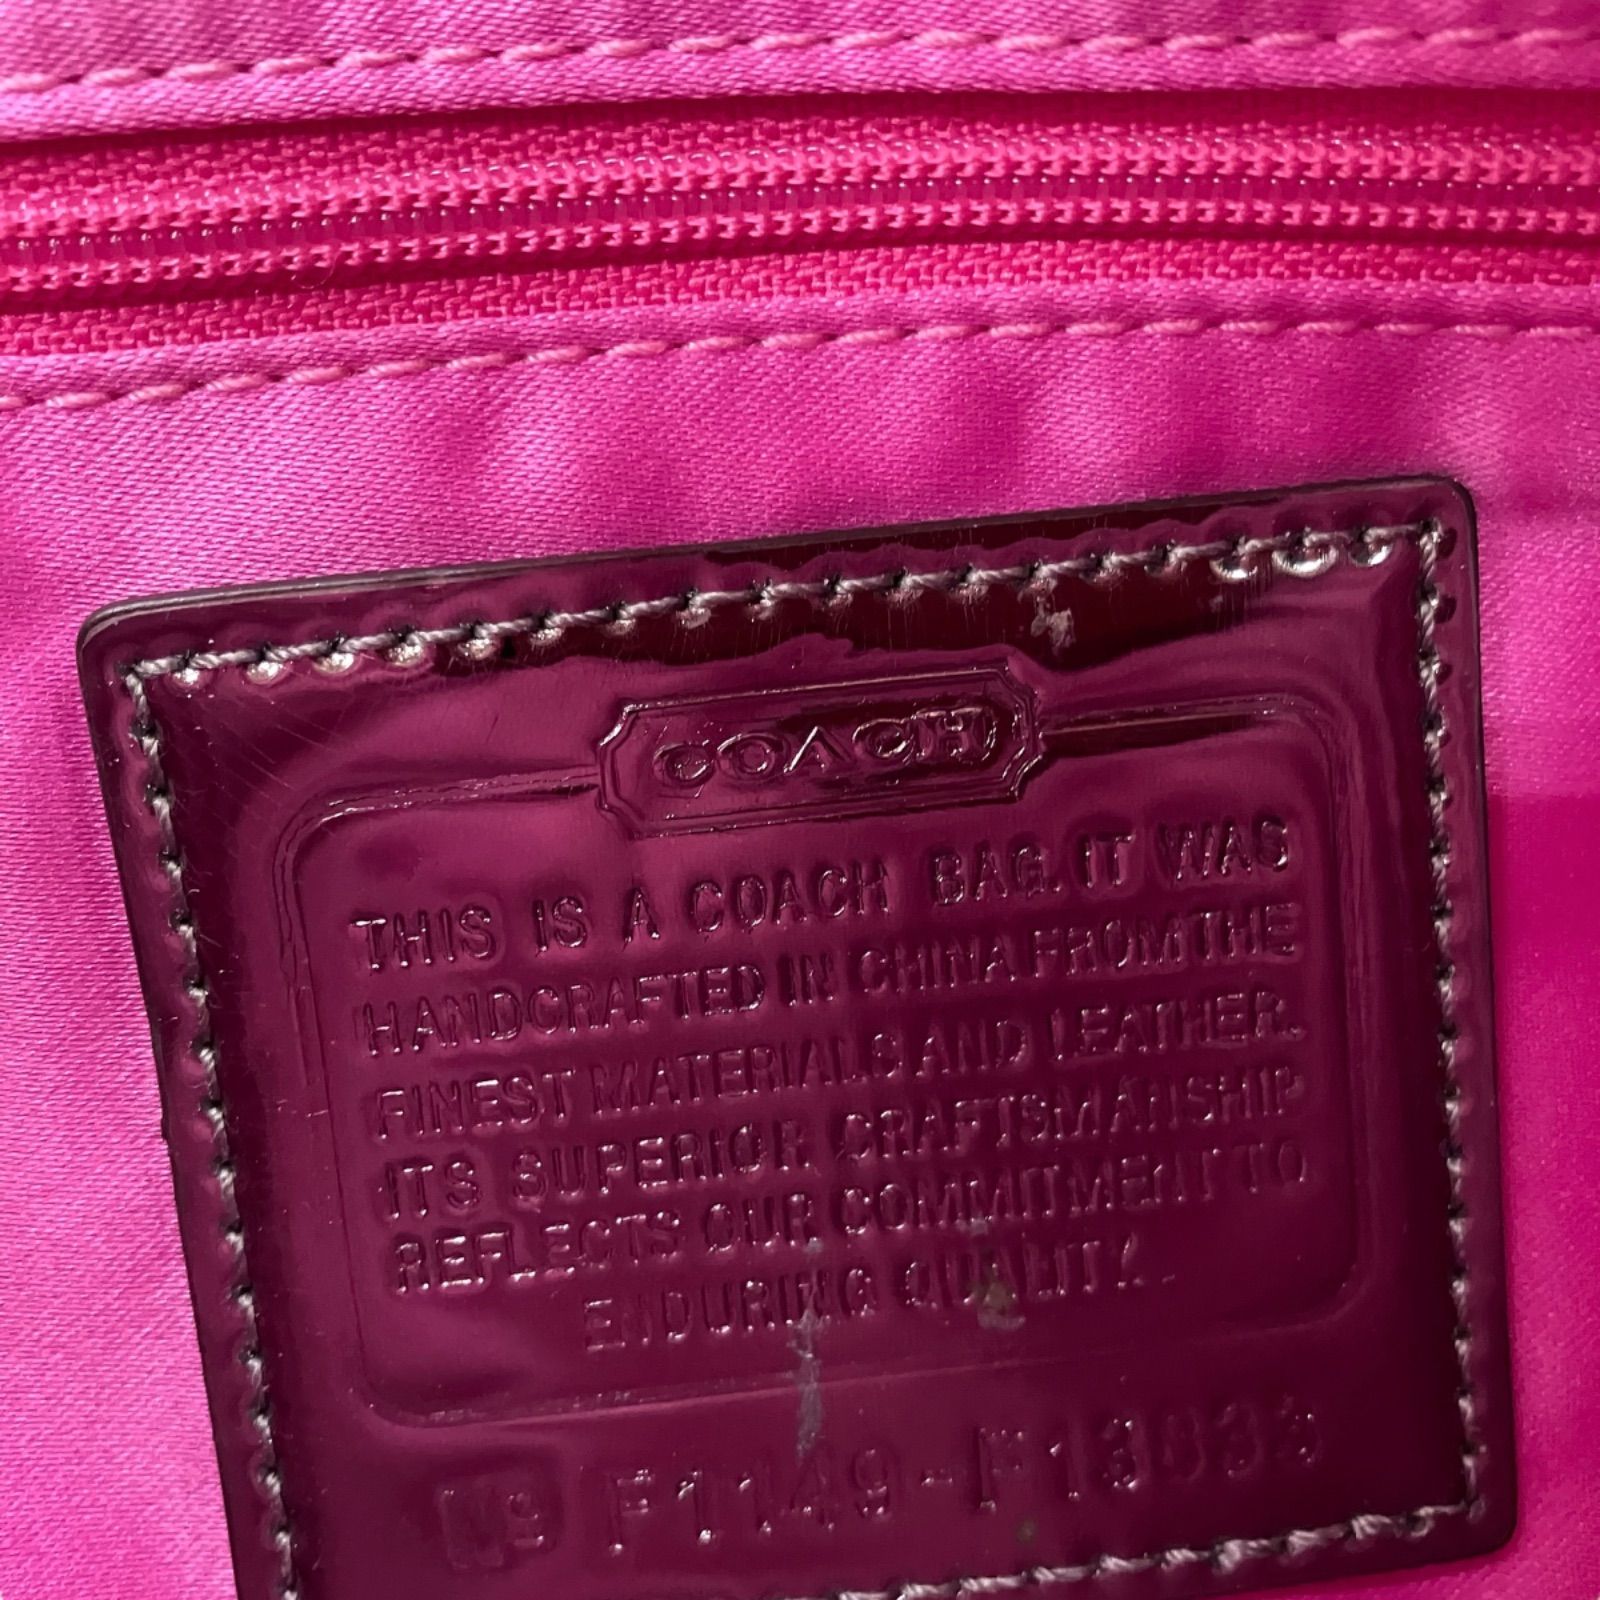 COACH
THIS IS A COACH BAG. IT WAS
HANDCRAFTED IN CHINA FROM THE
FINEST MATERIALS AND LEATHER.
ITS SUPERIOR CRAFTSMANSHIP
REFLECTS OUR COMMITMENT TO
ENDURING QUALITY.
No F1149-F13833